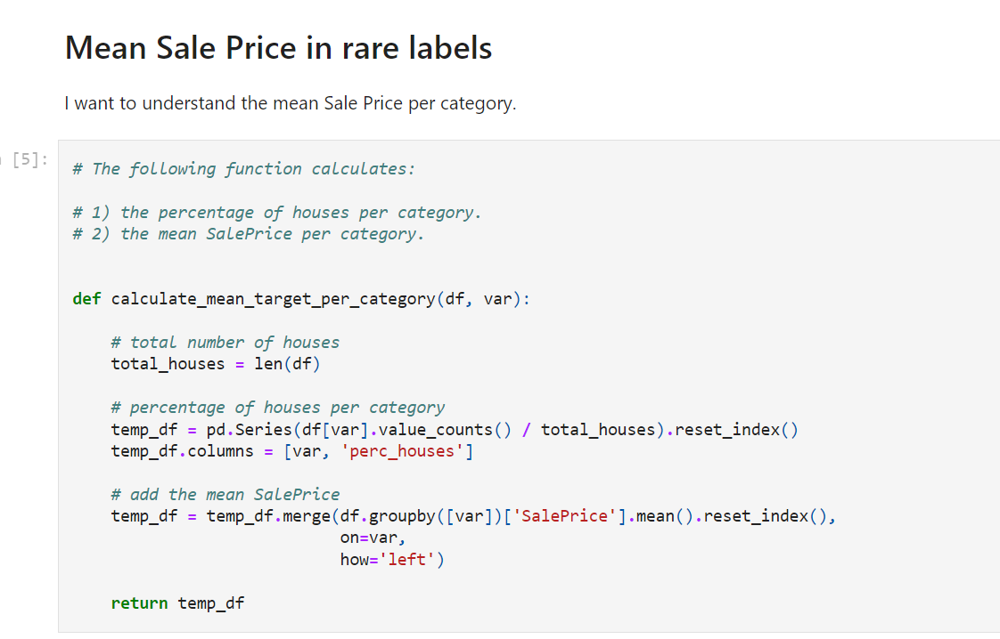 Mean Sale Price in rare labels
I want to understand the mean Sale Price per category.
[5]:
# The following function calculates:
# 1) the percentage of houses per category.
# 2) the mean SalePrice per category.
def calculate_mean_target_per_category(df, var):
    # total number of houses
    total_houses = len(df)
    # percentage of houses per category
    temp_df = pd.Series(df[var].value_counts() / total_houses).reset_index()
    temp_df.columns = [var, 'perc_houses']
    # add the mean SalePrice
    temp_df = temp_df.merge(df.groupby([var])['SalePrice'].mean().reset_index(),
                            on=var,
                            how='left')
    return temp_df